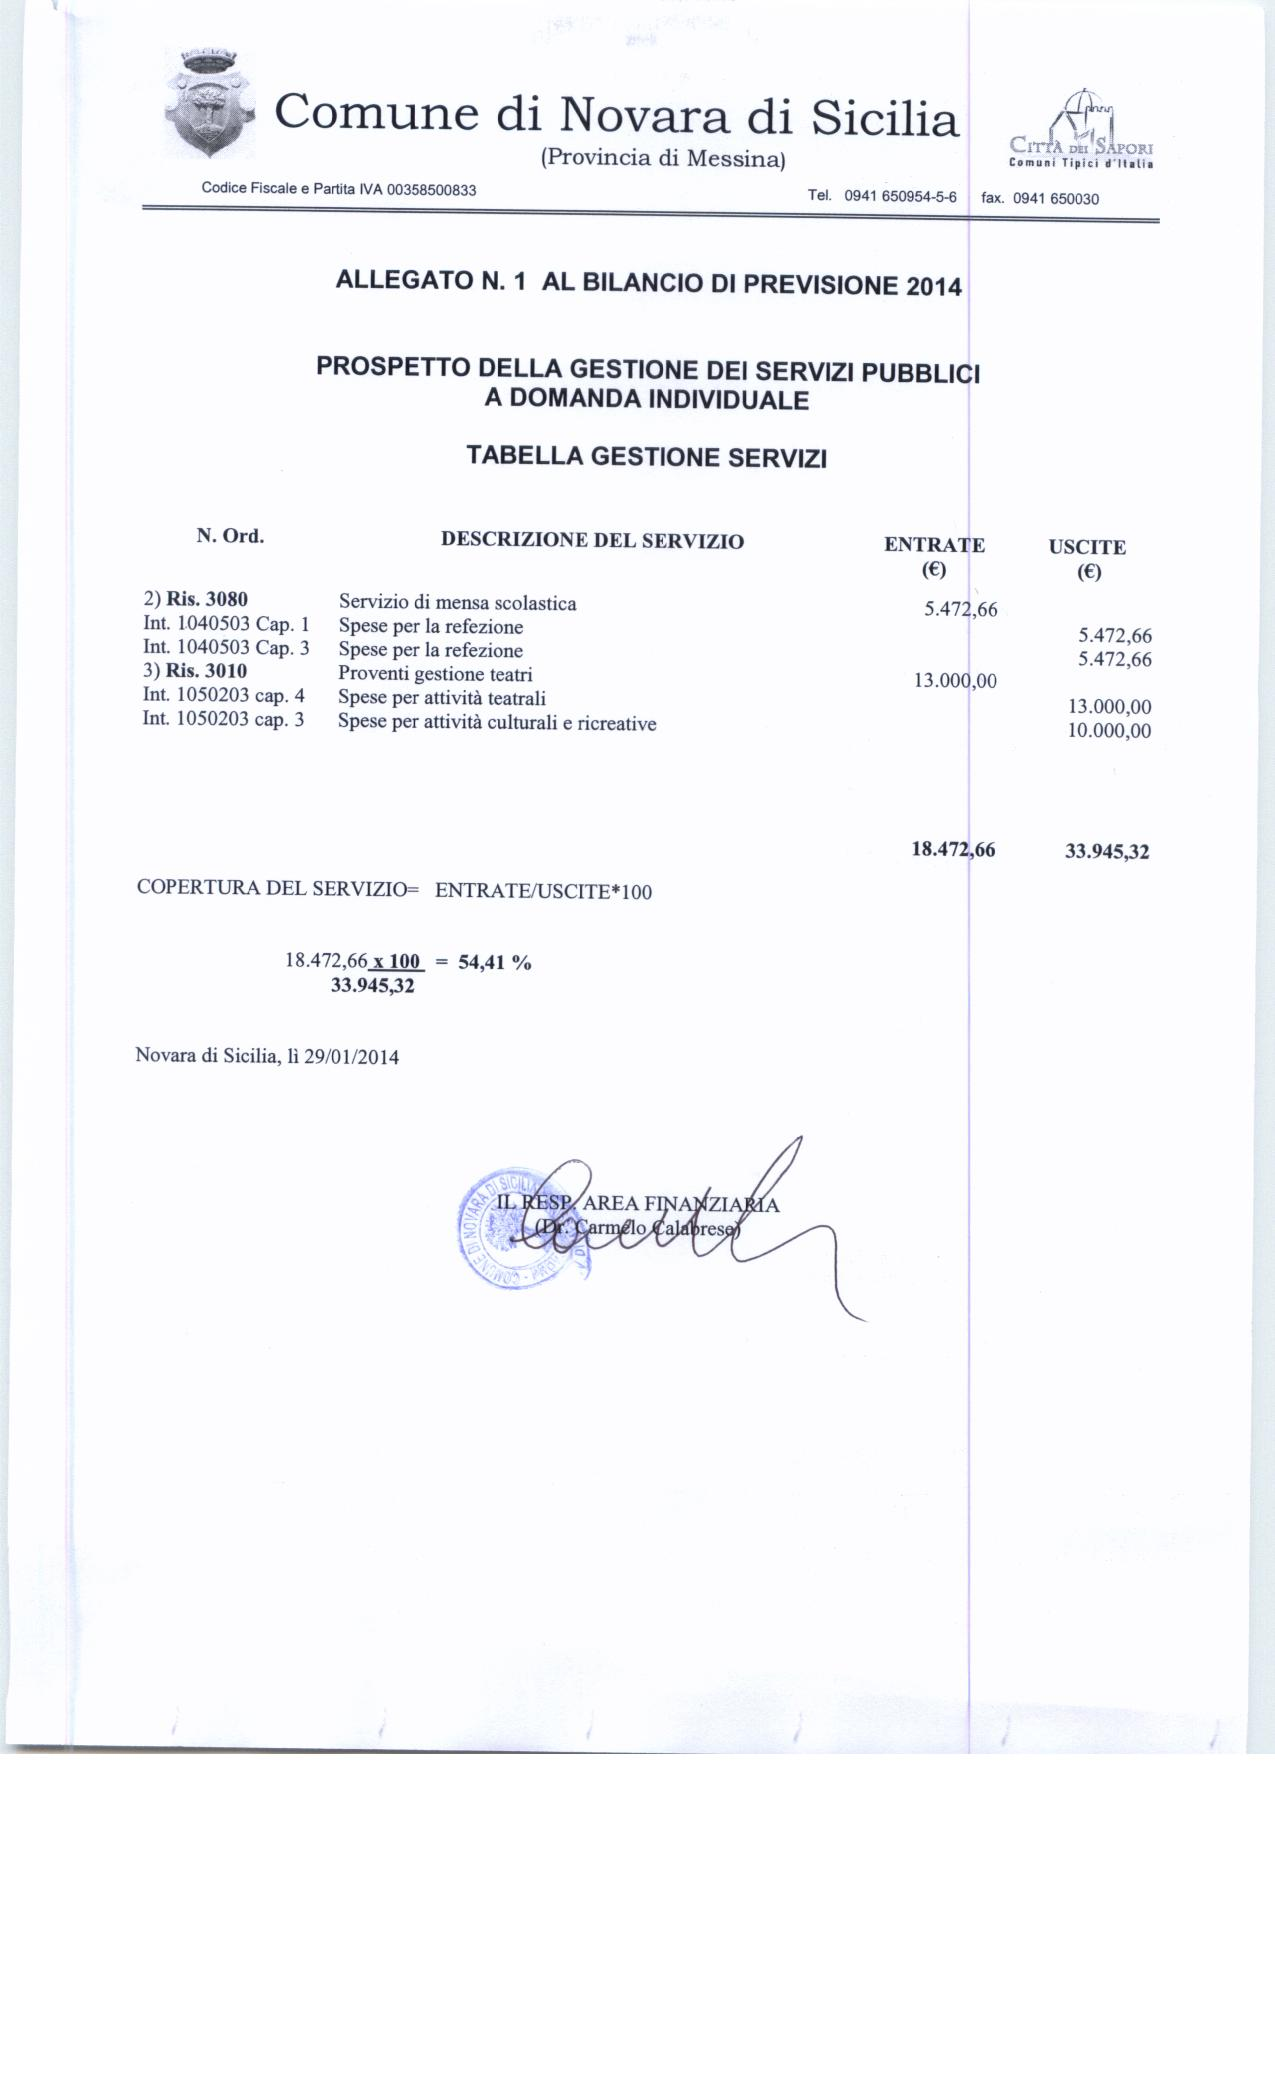 Comune di Novara di Sicilia
(Provincia di Messina)
CITTÀ DEI SAPORI
Comuni Tipici d'Italia
Codice Fiscale e Partita IVA 00358500833 Tel. 0941 650954-5-6 fax. 0941 650030
ALLEGATO N. 1 AL BILANCIO DI PREVISIONE 2014
PROSPETTO DELLA GESTIONE DEI SERVIZI PUBBLICI
A DOMANDA INDIVIDUALE
TABELLA GESTIONE SERVIZI
N. Ord. DESCRIZIONE DEL SERVIZIO ENTRATE USCITE
(€) (€)
2) Ris. 3080 Servizio di mensa scolastica 5.472,66
Int. 1040503 Cap. 1 Spese per la refezione 5.472,66
Int. 1040503 Cap. 3 Spese per la refezione 5.472,66
3) Ris. 3010 Proventi gestione teatri 13.000,00
Int. 1050203 cap. 4 Spese per attività teatrali 13.000,00
Int. 1050203 cap. 3 Spese per attività culturali e ricreative 10.000,00
18.472,66 33.945,32
COPERTURA DEL SERVIZIO= ENTRATE/USCITE*100
18.472,66 x 100 = 54,41 %
33.945,32
Novara di Sicilia, lì 29/01/2014
IL RESP. AREA FINANZIARIA
(Dr. Carmelo Calabrese)
COMUNE DI NOVARA DI SICILIA